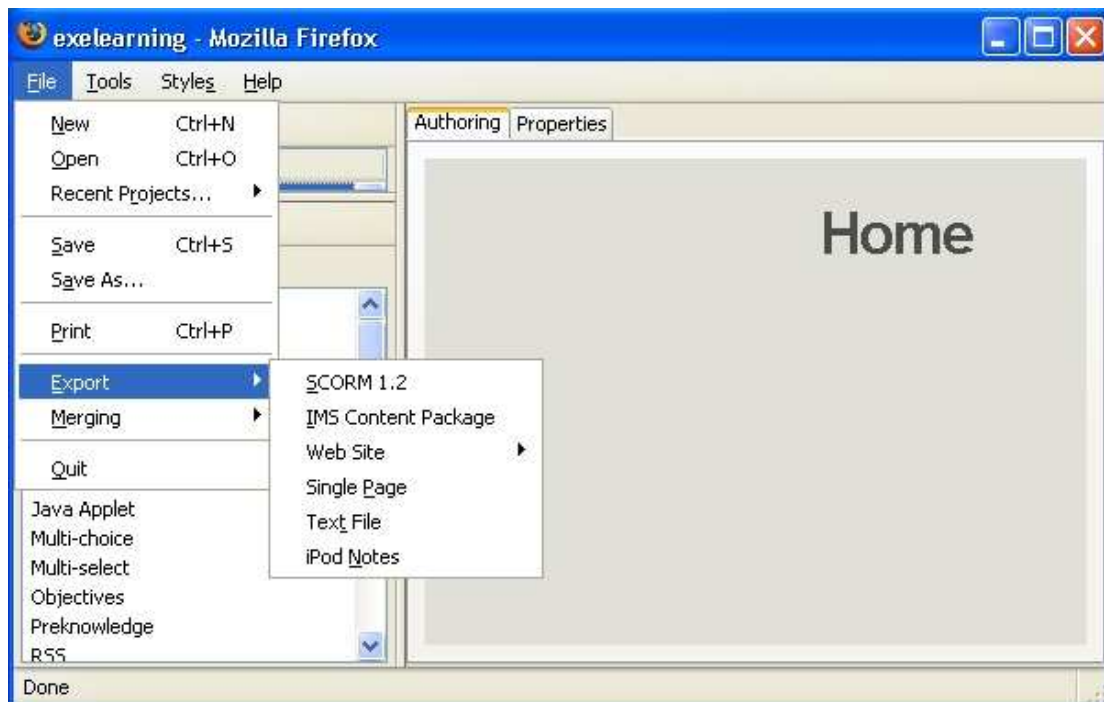 exelearning - Mozilla Firefox
File Tools Styles Help
New Ctrl+N
Open Ctrl+O
Recent Projects...
Save Ctrl+S
Save As...
Print Ctrl+P
Export
Merging
Quit
SCORM 1.2
IMS Content Package
Web Site
Single Page
Text File
iPod Notes
Java Applet
Multi-choice
Multi-select
Objectives
Preknowledge
RSS
Authoring Properties
Home
Done